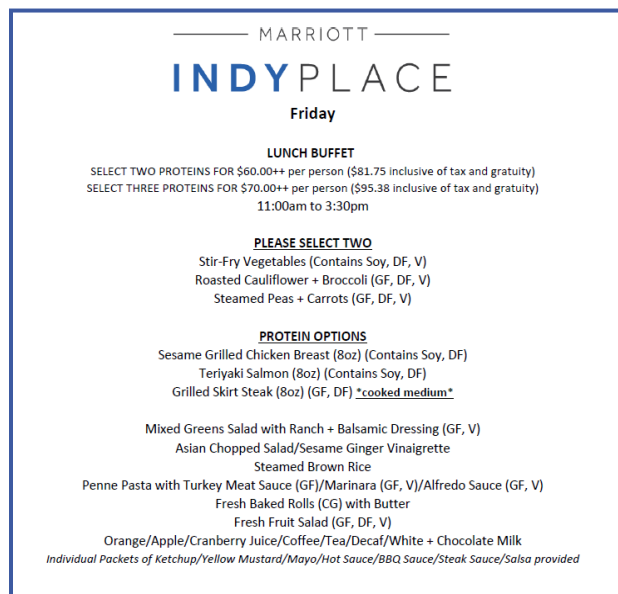 MARRIOTT
INDYPLACE
Friday
LUNCH BUFFET
SELECT TWO PROTEINS FOR $60.00++ per person ($81.75 inclusive of tax and gratuity)
SELECT THREE PROTEINS FOR $70.00++ per person ($95.38 inclusive of tax and gratuity)
11:00am to 3:30pm
PLEASE SELECT TWO
Stir-Fry Vegetables (Contains Soy, DF, V)
Roasted Cauliflower + Broccoli (GF, DF, V)
Steamed Peas + Carrots (GF, DF, V)
PROTEIN OPTIONS
Sesame Grilled Chicken Breast (8oz) (Contains Soy, DF)
Teriyaki Salmon (8oz) (Contains Soy, DF)
Grilled Skirt Steak (8oz) (GF, DF) *cooked medium*
Mixed Greens Salad with Ranch + Balsamic Dressing (GF, V)
Asian Chopped Salad/Sesame Ginger Vinaigrette
Steamed Brown Rice
Penne Pasta with Turkey Meat Sauce (GF)/Marinara (GF, V)/Alfredo Sauce (GF, V)
Fresh Baked Rolls (CG) with Butter
Fresh Fruit Salad (GF, DF, V)
Orange/Apple/Cranberry Juice/Coffee/Tea/Decaf/White + Chocolate Milk
Individual Packets of Ketchup/Yellow Mustard/Mayo/Hot Sauce/BBQ Sauce/Steak Sauce/Salsa provided